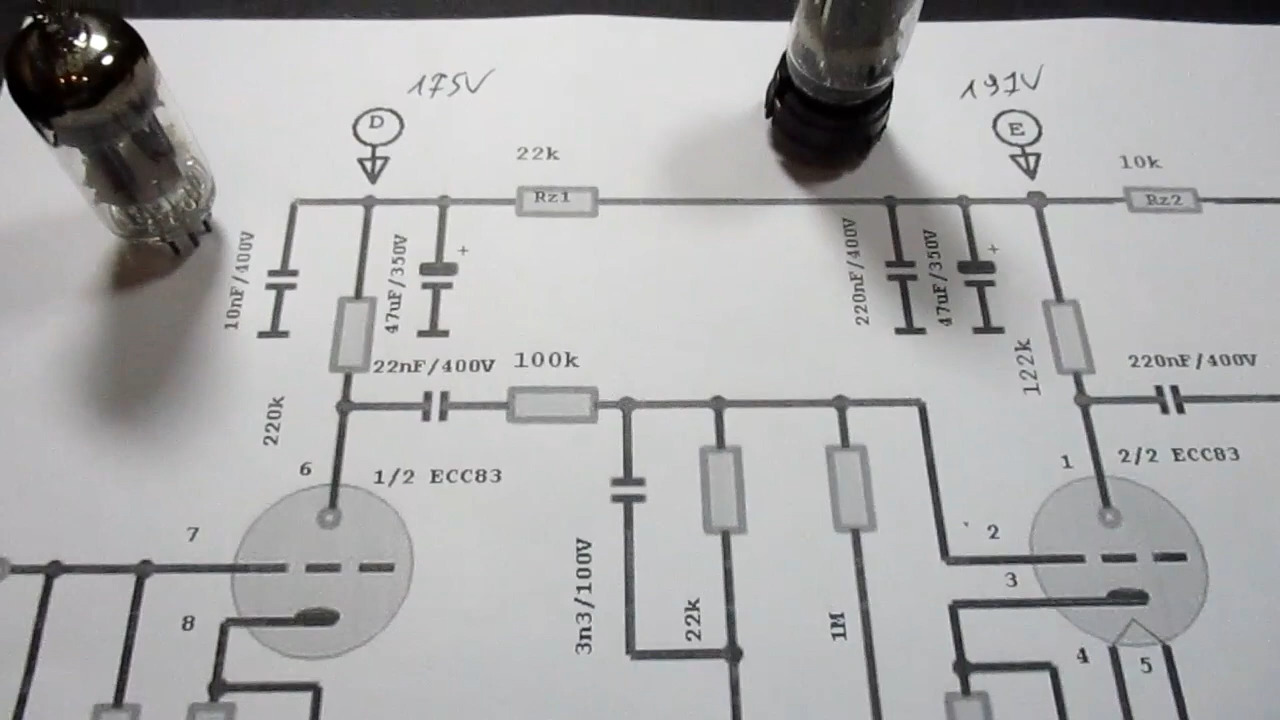 175V
191V
D
E
22k
10k
Rz1
Rz2
10nF/400V
47uF/350V
+
220nF/400V
47uF/350V
+
22nF/400V
100k
122k
220nF/400V
220k
6
1/2 ECC83
1
2/2 ECC83
7
2
3
8
3n3/100V
22k
1M
4
5